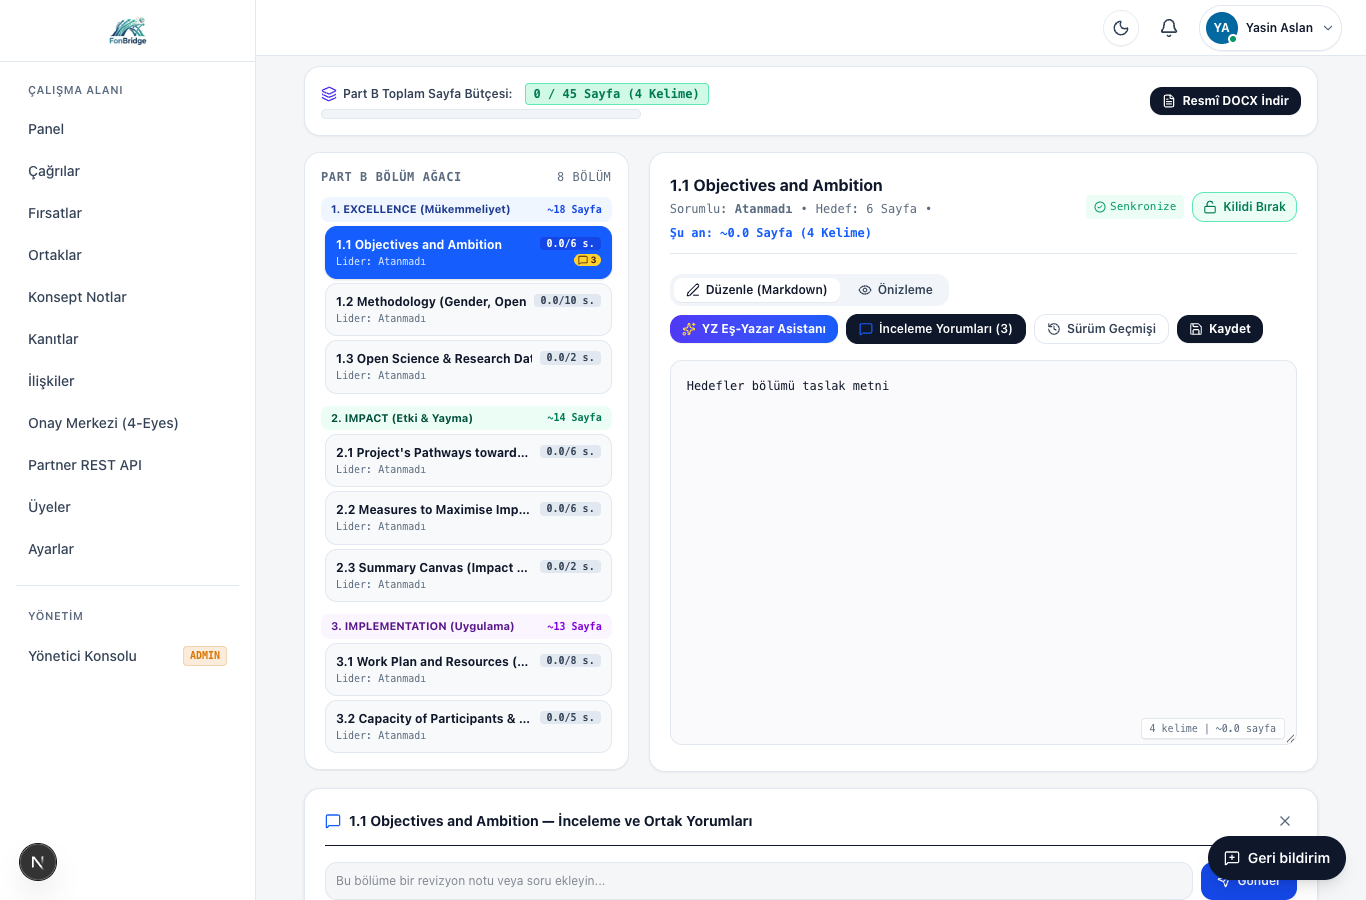 FonBridge
YA
Yasin Aslan
ÇALIŞMA ALANI
Panel
Çağrılar
Fırsatlar
Ortaklar
Konsept Notlar
Kanıtlar
İlişkiler
Onay Merkezi (4-Eyes)
Partner REST API
Üyeler
Ayarlar
YÖNETİM
Yönetici Konsolu
ADMIN
N
Part B Toplam Sayfa Bütçesi:
0 / 45 Sayfa (4 Kelime)
Resmî DOCX İndir
PART B BÖLÜM AĞACI
8 BÖLÜM
1. EXCELLENCE (Mükemmeliyet)
~18 Sayfa
1.1 Objectives and Ambition
0.0/6 s.
Lider: Atanmadı
3
1.2 Methodology (Gender, Open
0.0/10 s.
Lider: Atanmadı
1.3 Open Science & Research Dat
0.0/2 s.
Lider: Atanmadı
2. IMPACT (Etki & Yayma)
~14 Sayfa
2.1 Project's Pathways toward...
0.0/6 s.
Lider: Atanmadı
2.2 Measures to Maximise Imp...
0.0/6 s.
Lider: Atanmadı
2.3 Summary Canvas (Impact ...
0.0/2 s.
Lider: Atanmadı
3. IMPLEMENTATION (Uygulama)
~13 Sayfa
3.1 Work Plan and Resources (...
0.0/8 s.
Lider: Atanmadı
3.2 Capacity of Participants & ...
0.0/5 s.
Lider: Atanmadı
1.1 Objectives and Ambition
Sorumlu: Atanmadı • Hedef: 6 Sayfa •
Şu an: ~0.0 Sayfa (4 Kelime)
Senkronize
Kilidi Bırak
Düzenle (Markdown)
Önizleme
YZ Eş-Yazar Asistanı
İnceleme Yorumları (3)
Sürüm Geçmişi
Kaydet
Hedefler bölümü taslak metni
4 kelime | ~0.0 sayfa
1.1 Objectives and Ambition — İnceleme ve Ortak Yorumları
Bu bölüme bir revizyon notu veya soru ekleyin...
Gönder
Geri bildirim